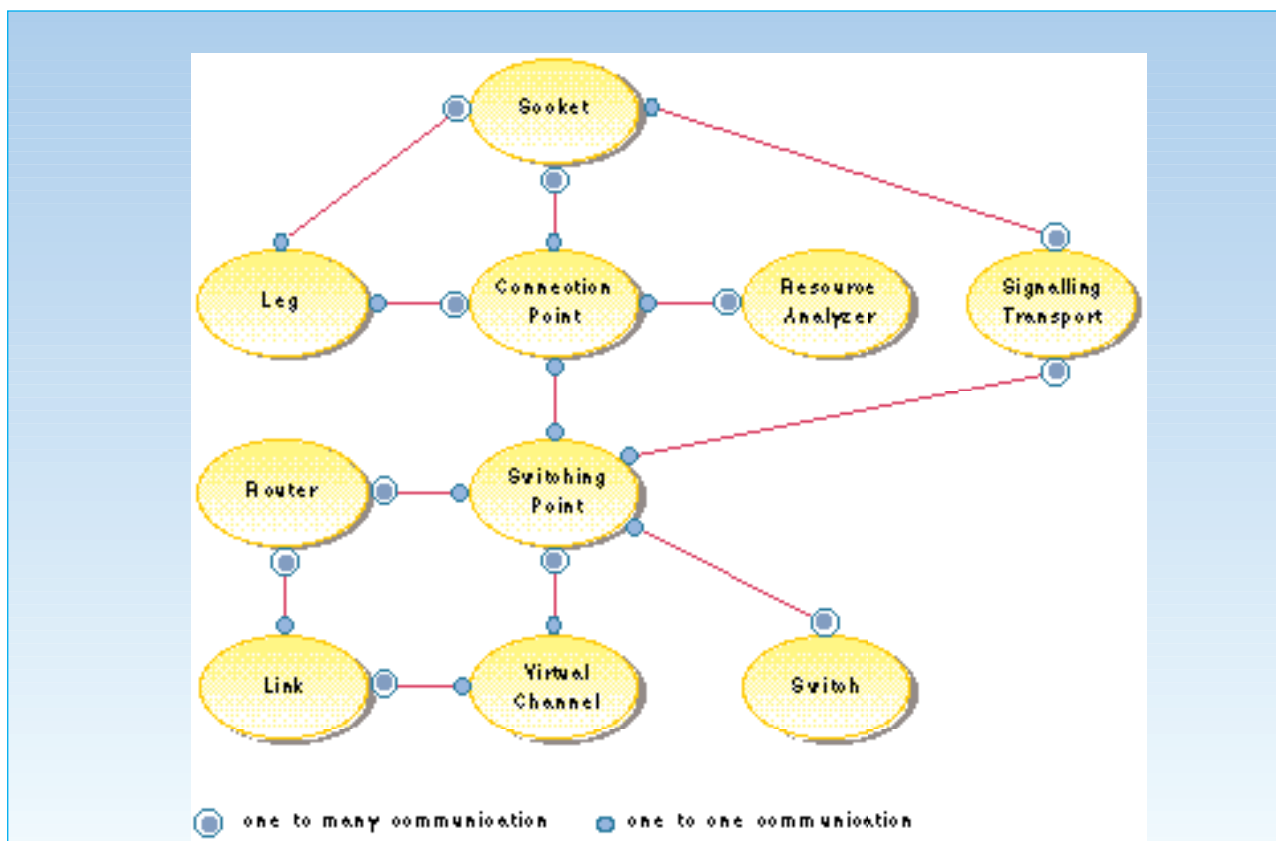 Socket
Leg
Connection
Point
Resource
Analyzer
Signalling
Transport
Router
Switching
Point
Link
Virtual
Channel
Switch
one to many communication
one to one communication